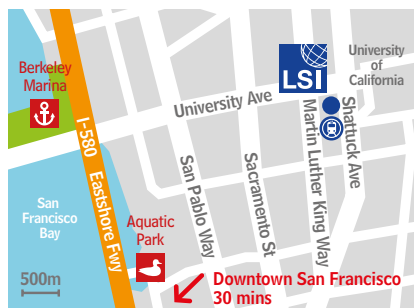 Berkeley
Marina
I-580 Eastshore Fwy
University Ave
LSI
University
of California
Shattuck Ave
Martin Luther King Way
Sacramento St
San Pablo Way
San
Francisco
Bay
Aquatic
Park
500m
Downtown San Francisco
30 mins